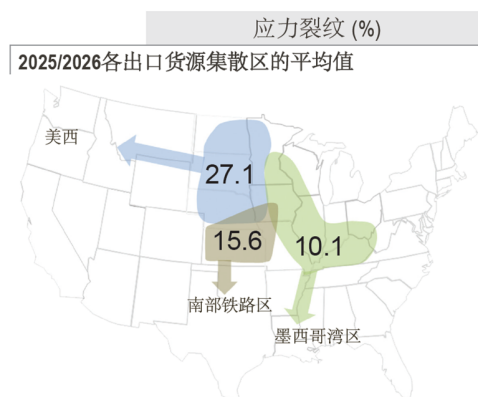 应力裂纹 (%)
2025/2026各出口货源集散区的平均值
美西
27.1
15.6
10.1
南部铁路区
墨西哥湾区